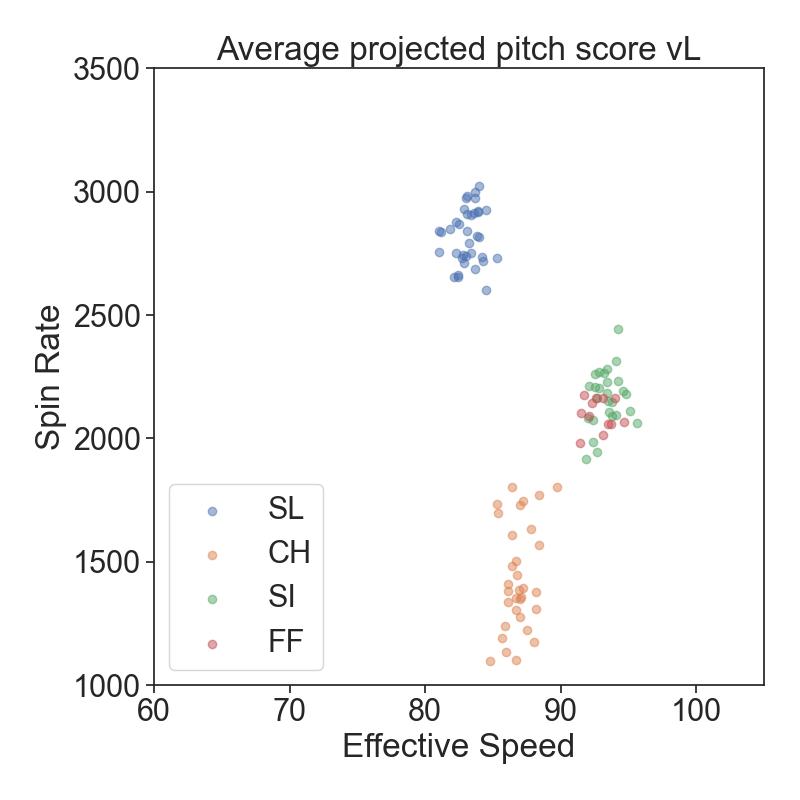 Average projected pitch score vL
3500
3000
2500
2000
1500
1000
Spin Rate
SL
CH
SI
FF
60 70 80 90 100
Effective Speed